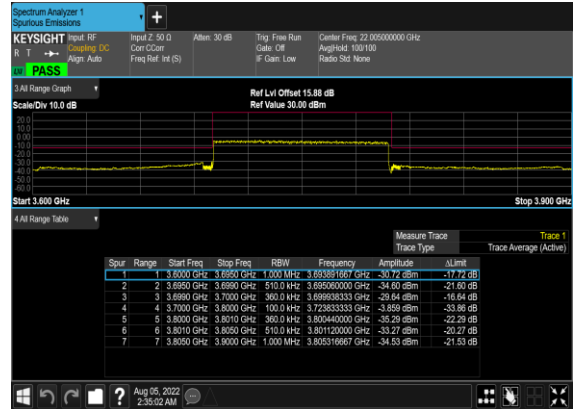 Spectrum Analyzer 1
Spurious Emissions
KEYSIGHT Input: RF Input Z: 50 Ω Atten: 30 dB Trig: Free Run Center Freq: 22.005000000 GHz
R T Coupling: DC Corr CCorr Gate: Off Avg|Hold: 100/100
Align: Auto Freq Ref: Int (S) IF Gain: Low Radio Std: None
PASS
3 All Range Graph
Ref Lvl Offset 15.88 dB
Scale/Div 10.0 dB Ref Value 30.00 dBm
20.0
10.0
0.00
-10.0
-20.0
-30.0
-40.0
-50.0
-60.0
Start 3.600 GHz Stop 3.900 GHz
4 All Range Table
Measure Trace Trace 1
Trace Type Trace Average (Active)
Spur Range Start Freq Stop Freq RBW Frequency Amplitude ΔLimit
1 1 3.6000 GHz 3.6950 GHz 1.000 MHz 3.693891667 GHz -30.72 dBm -17.72 dB
2 2 3.6950 GHz 3.6990 GHz 510.0 kHz 3.695060000 GHz -34.60 dBm -21.60 dB
3 3 3.6990 GHz 3.7000 GHz 360.0 kHz 3.699938333 GHz -29.64 dBm -16.64 dB
4 4 3.7000 GHz 3.8000 GHz 100.0 kHz 3.723833333 GHz -3.859 dBm -33.86 dB
5 5 3.8000 GHz 3.8010 GHz 360.0 kHz 3.800440000 GHz -35.29 dBm -22.29 dB
6 6 3.8010 GHz 3.8050 GHz 510.0 kHz 3.801120000 GHz -33.27 dBm -20.27 dB
7 7 3.8050 GHz 3.9000 GHz 1.000 MHz 3.805316667 GHz -34.53 dBm -21.53 dB
Aug 05, 2022
2:35:02 AM